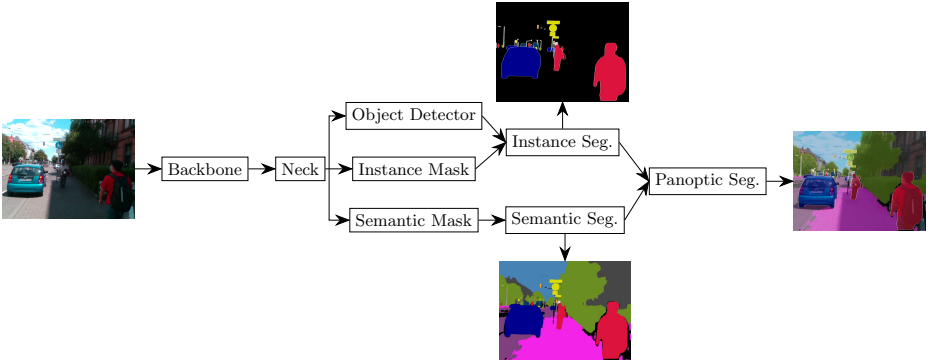 Backbone
Neck
Object Detector
Instance Mask
Semantic Mask
Instance Seg.
Semantic Seg.
Panoptic Seg.